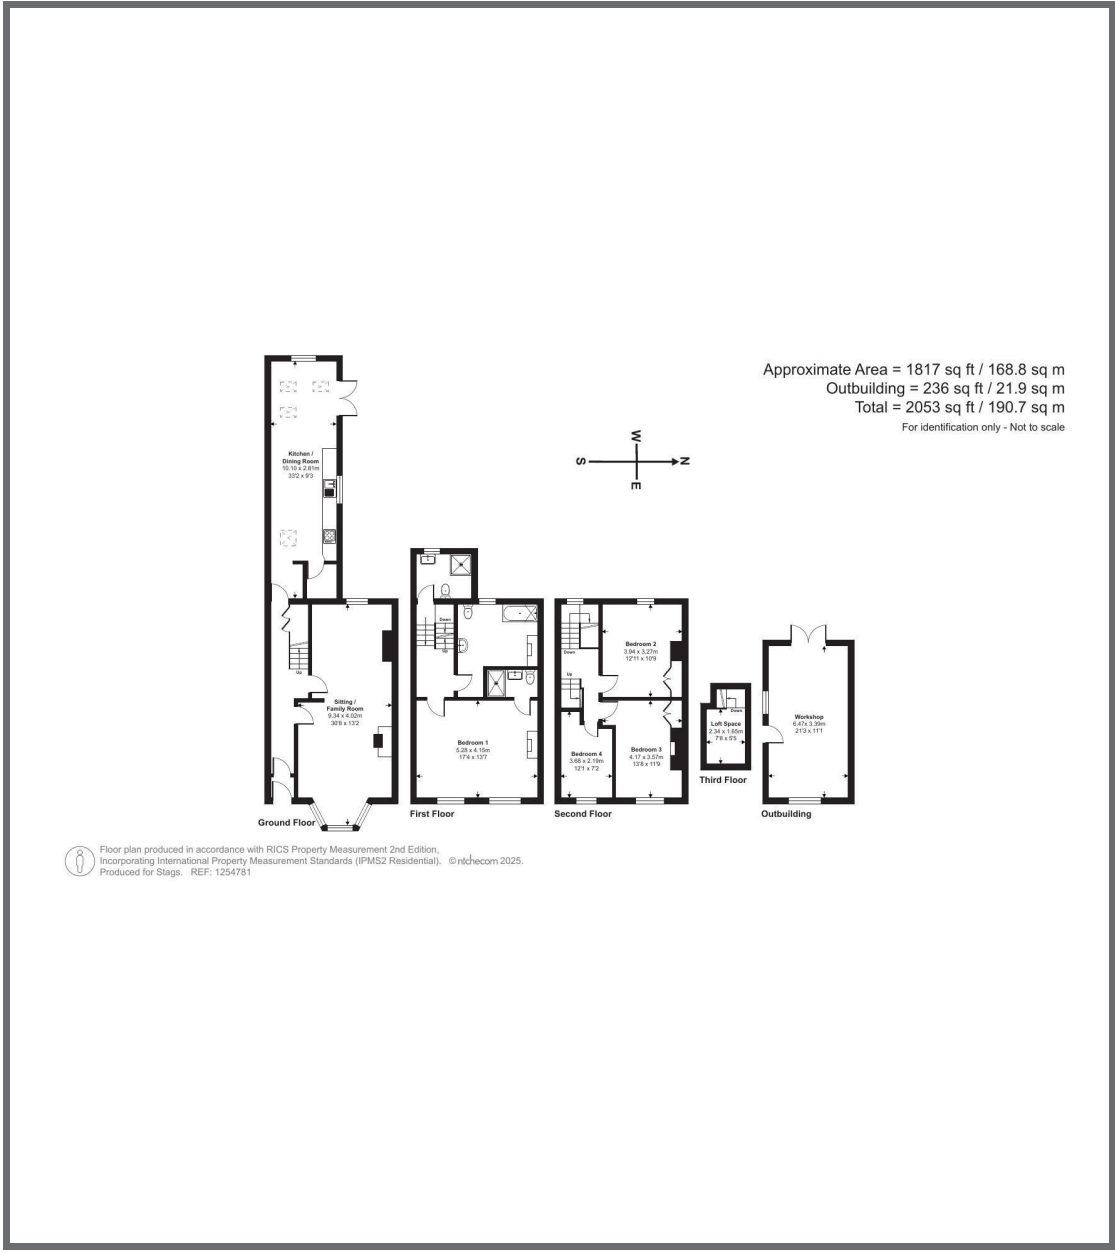 Approximate Area = 1817 sq ft / 168.8 sq m
Outbuilding = 236 sq ft / 21.9 sq m
Total = 2053 sq ft / 190.7 sq m
For identification only - Not to scale
W
S
N
E
Kitchen /
Dining Room
10.10 x 2.81m
33'2 x 9'3
Up
Sitting /
Family Room
9.34 x 4.02m
30'8 x 13'2
Ground Floor
Down
Up
Bedroom 1
5.28 x 4.15m
17'4 x 13'7
First Floor
Down
Up
Bedroom 2
3.94 x 3.27m
12'11 x 10'9
Bedroom 4
3.68 x 2.19m
12'1 x 7'2
Bedroom 3
4.17 x 3.57m
13'8 x 11'9
Second Floor
Down
Loft Space
2.34 x 1.65m
7'8 x 5'5
Third Floor
Workshop
6.47x 3.39m
21'3 x 11'1
Outbuilding
Floor plan produced in accordance with RICS Property Measurement 2nd Edition,
Incorporating International Property Measurement Standards (IPMS2 Residential). © nichecom 2025.
Produced for Stags. REF: 1254781